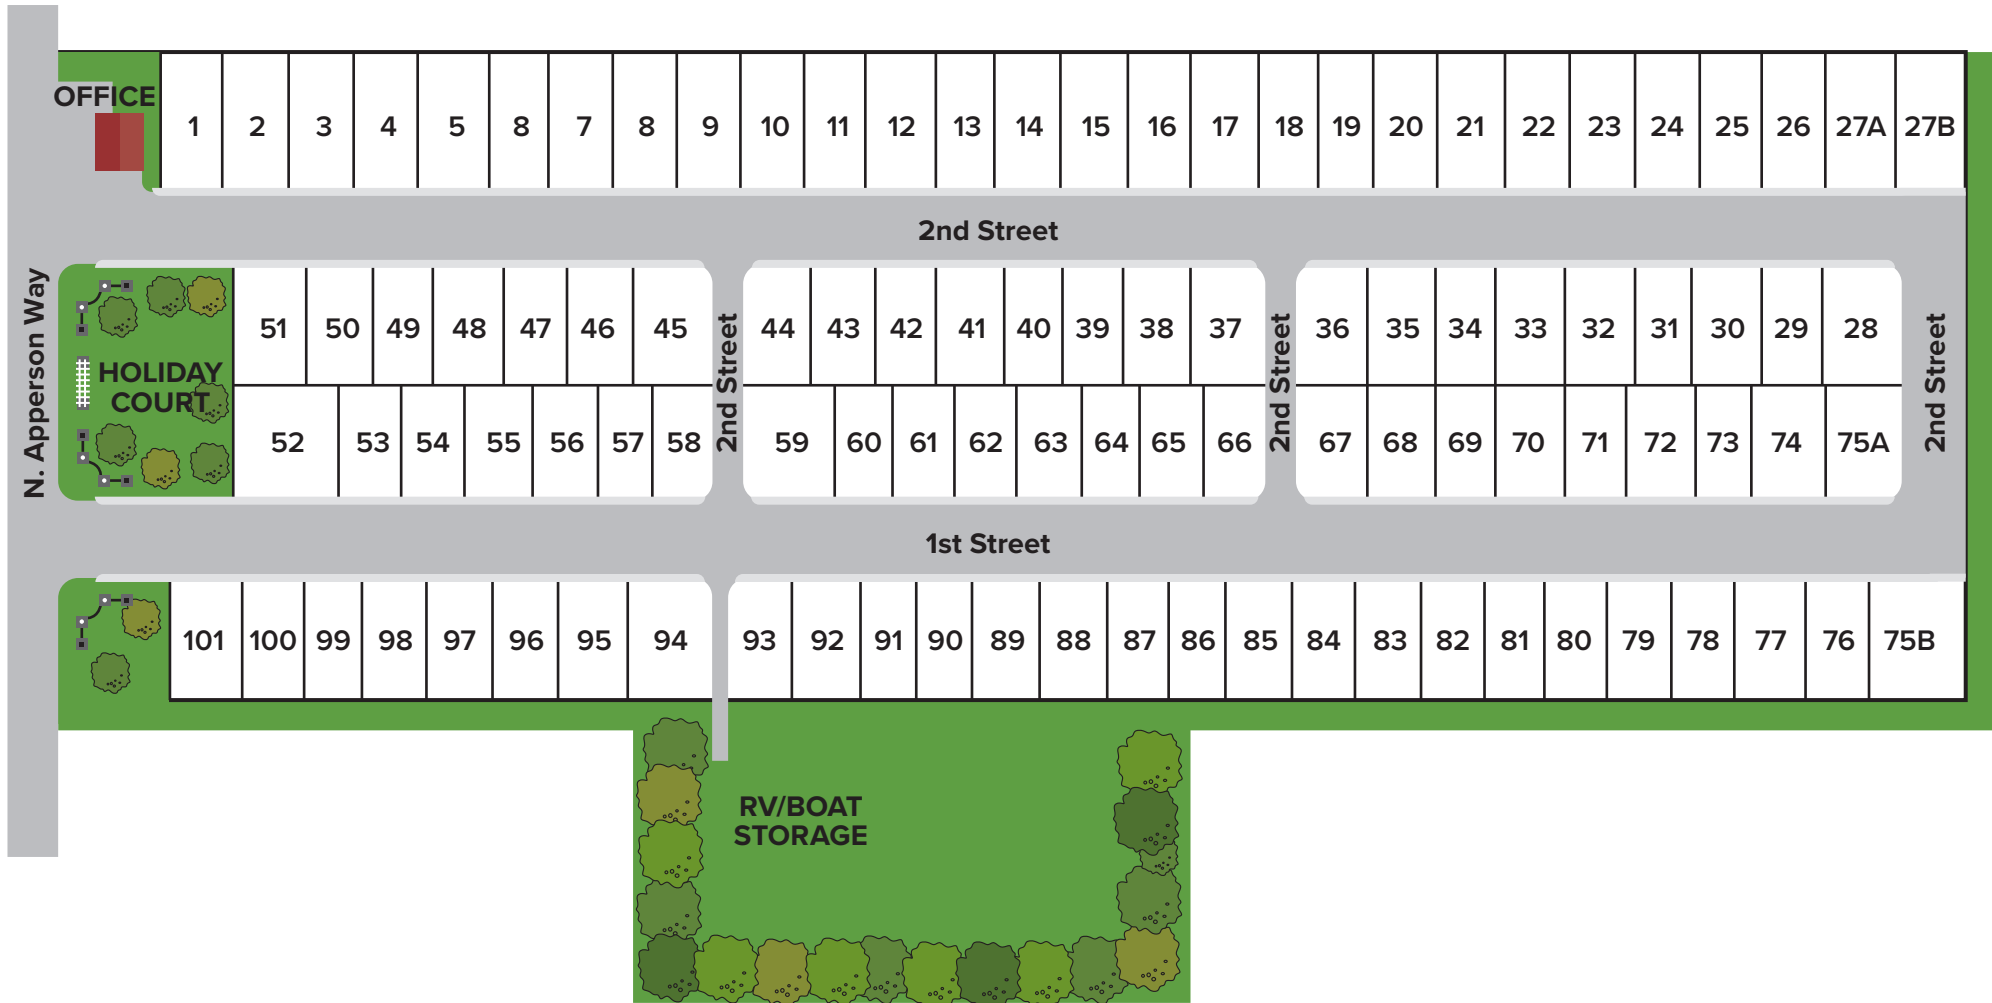 OFFICE
1 2 3 4 5 8 7 8 9 10 11 12 13 14 15 16 17 18 19 20 21 22 23 24 25 26 27A 27B
2nd Street
N. Apperson Way
51 50 49 48 47 46 45 44 43 42 41 40 39 38 37 36 35 34 33 32 31 30 29 28
HOLIDAY
COURT
2nd Street
2nd Street
2nd Street
52 53 54 55 56 57 58 59 60 61 62 63 64 65 66 67 68 69 70 71 72 73 74 75A
1st Street
101 100 99 98 97 96 95 94 93 92 91 90 89 88 87 86 85 84 83 82 81 80 79 78 77 76 75B
RV/BOAT
STORAGE